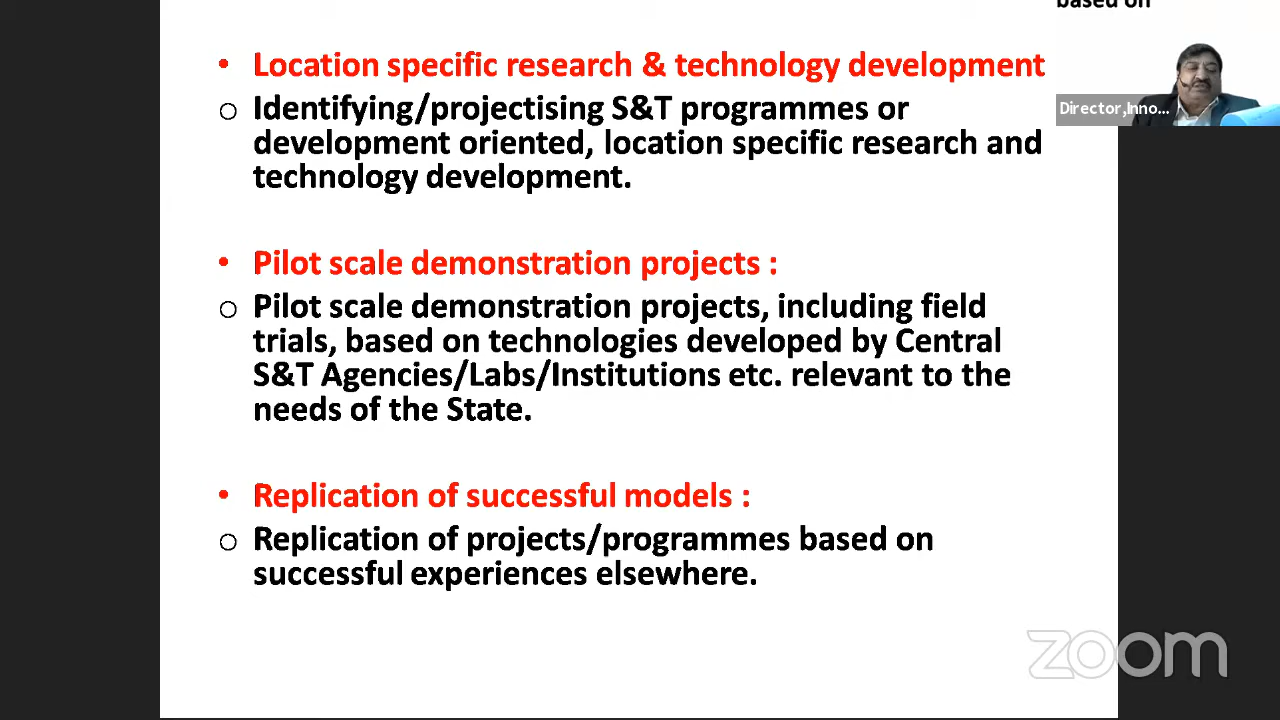 based on
• Location specific research & technology development
Director,Inno...
o Identifying/projectising S&T programmes or
development oriented, location specific research and
technology development.
• Pilot scale demonstration projects :
o Pilot scale demonstration projects, including field
trials, based on technologies developed by Central
S&T Agencies/Labs/Institutions etc. relevant to the
needs of the State.
• Replication of successful models :
o Replication of projects/programmes based on
successful experiences elsewhere.
zoom